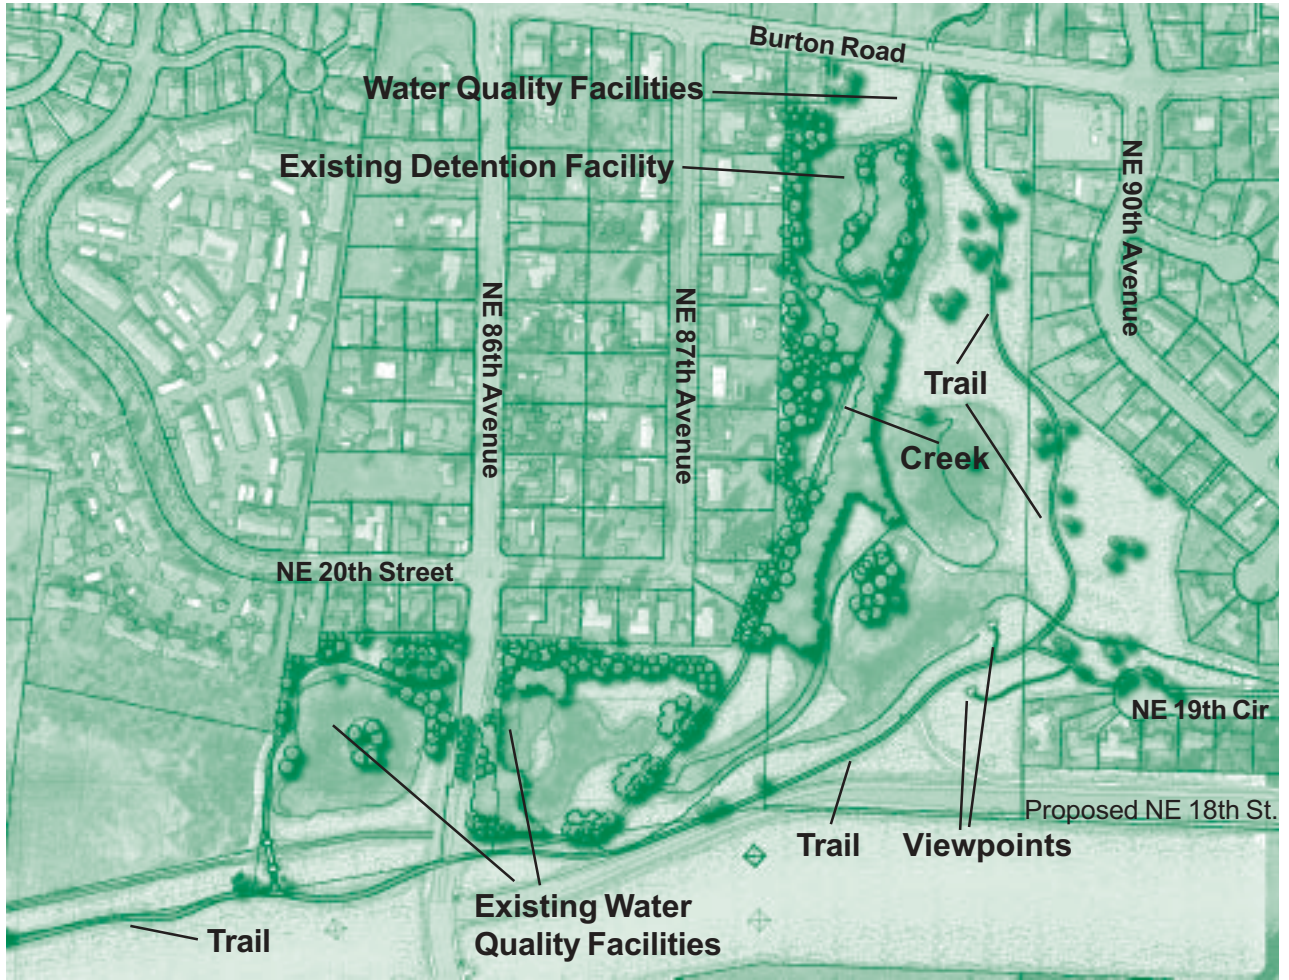 Burton Road
Water Quality Facilities
Existing Detention Facility
NE 90th Avenue
NE 86th Avenue
NE 87th Avenue
Trail
Creek
NE 20th Street
NE 19th Cir
Proposed NE 18th St.
Trail
Viewpoints
Existing Water
Quality Facilities
Trail